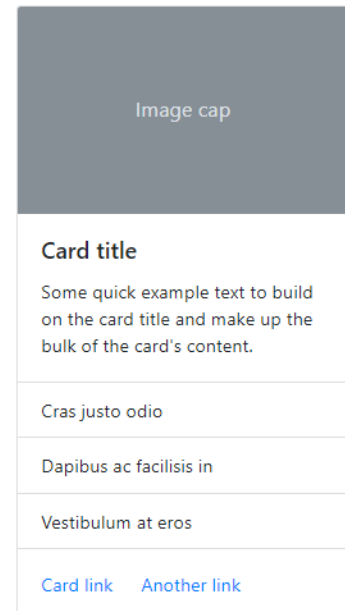 Image cap
Card title
Some quick example text to build
on the card title and make up the
bulk of the card's content.
Cras justo odio
Dapibus ac facilisis in
Vestibulum at eros
Card link Another link